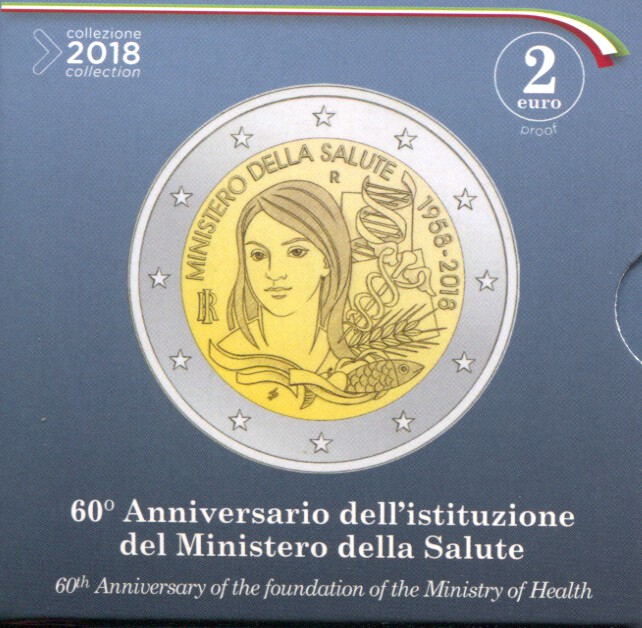 collezione
2018
collection
2
euro
proof
MINISTERO DELLA SALUTE
R
1958-2018
RI
60º Anniversario dell'istituzione
del Ministero della Salute
60th Anniversary of the foundation of the Ministry of Health